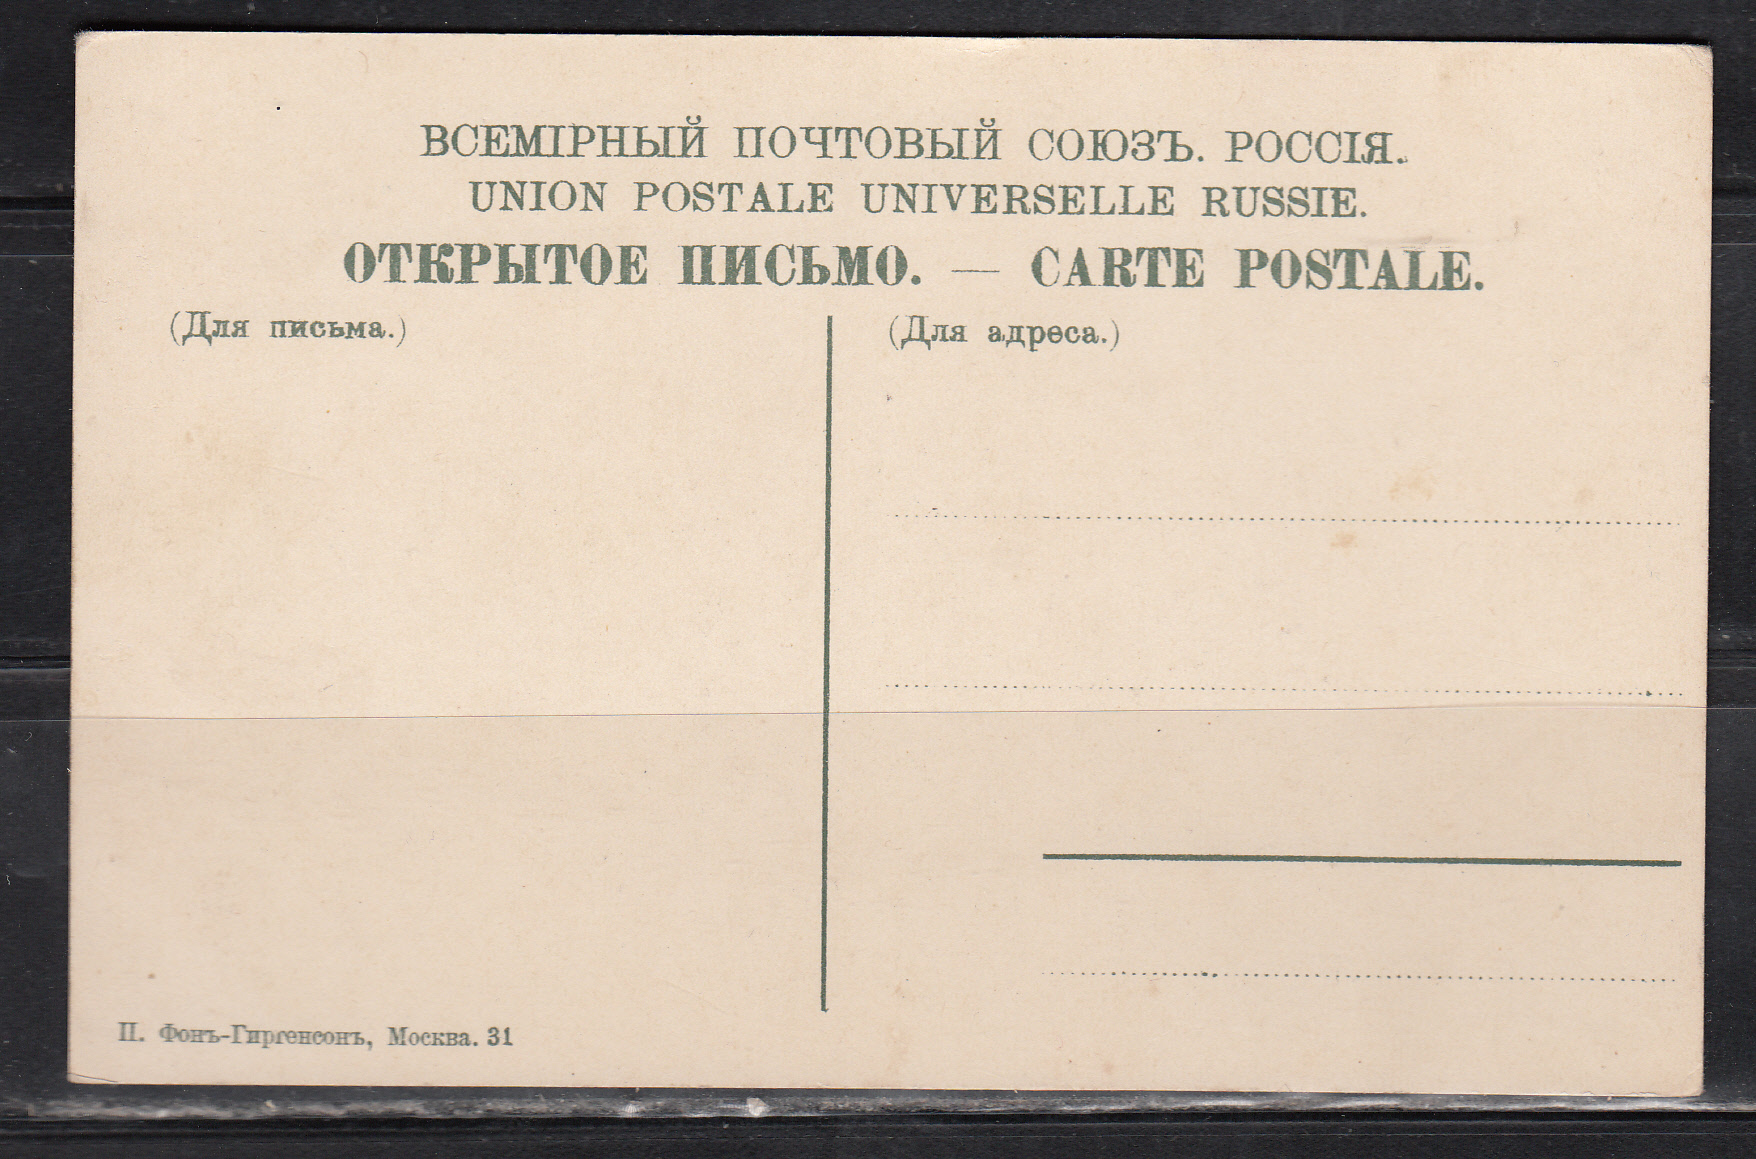 ВСЕМІРНЫЙ ПОЧТОВЫЙ СОЮЗЪ. РОССІЯ.
UNION POSTALE UNIVERSELLE RUSSIE.
ОТКРЫТОЕ ПИСЬМО. — CARTE POSTALE.
(Для письма.)
(Для адреса.)
П. Фонъ-Гиргенсонъ, Москва. 31